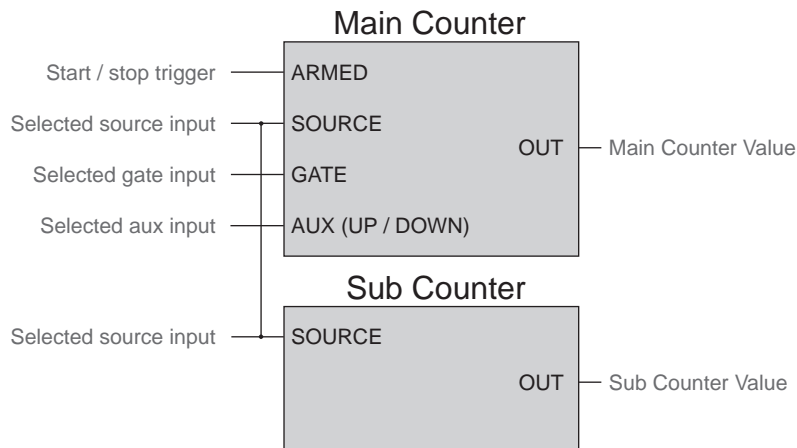 Main Counter
Start / stop trigger
ARMED
Selected source input
SOURCE
OUT
Main Counter Value
Selected gate input
GATE
Selected aux input
AUX (UP / DOWN)
Sub Counter
Selected source input
SOURCE
OUT
Sub Counter Value